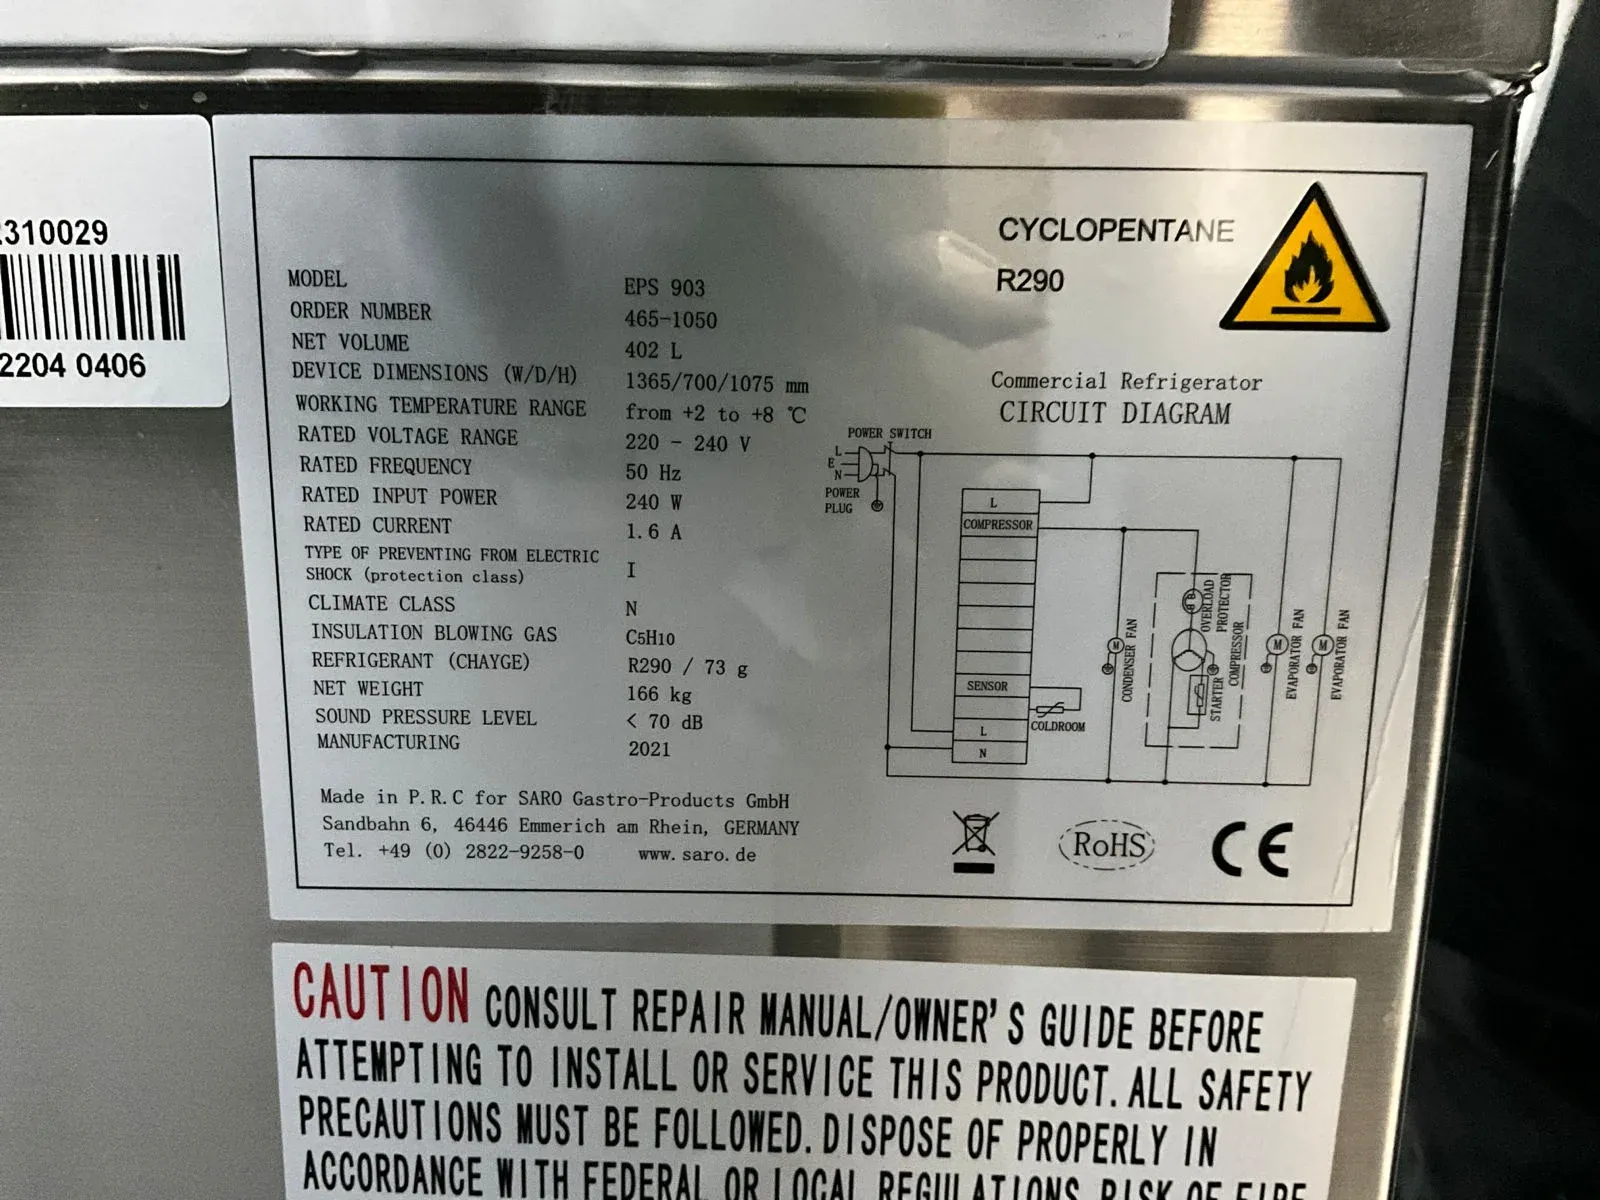 2310029
2204 0406
CYCLOPENTANE
R290
MODEL EPS 903
ORDER NUMBER 465-1050
NET VOLUME 402 L
DEVICE DIMENSIONS (W/D/H) 1365/700/1075 mm
WORKING TEMPERATURE RANGE from +2 to +8 ℃
RATED VOLTAGE RANGE 220 - 240 V
RATED FREQUENCY 50 Hz
RATED INPUT POWER 240 W
RATED CURRENT 1.6 A
TYPE OF PREVENTING FROM ELECTRIC
SHOCK (protection class) I
CLIMATE CLASS N
INSULATION BLOWING GAS C5H10
REFRIGERANT (CHAYGE) R290 / 73 g
NET WEIGHT 166 kg
SOUND PRESSURE LEVEL < 70 dB
MANUFACTURING 2021
Made in P.R.C for SARO Gastro-Products GmbH
Sandbahn 6, 46446 Emmerich am Rhein, GERMANY
Tel. +49 (0) 2822-9258-0 www.saro.de
Commercial Refrigerator
CIRCUIT DIAGRAM
POWER SWITCH
L
E
N
POWER
PLUG
L
COMPRESSOR
SENSOR
L
N
COLDROOM
M
CONDENSER FAN
OVERLOAD
PROTECTOR
COMPRESSOR
STARTER
M
EVAPORATOR FAN
M
EVAPORATOR FAN
RoHS
CE
CAUTION CONSULT REPAIR MANUAL/OWNER'S GUIDE BEFORE
ATTEMPTING TO INSTALL OR SERVICE THIS PRODUCT. ALL SAFETY
PRECAUTIONS MUST BE FOLLOWED. DISPOSE OF PROPERLY IN
ACCORDANCE WITH FEDERAL OR LOCAL REGULATIONS. RISK OF FIRE